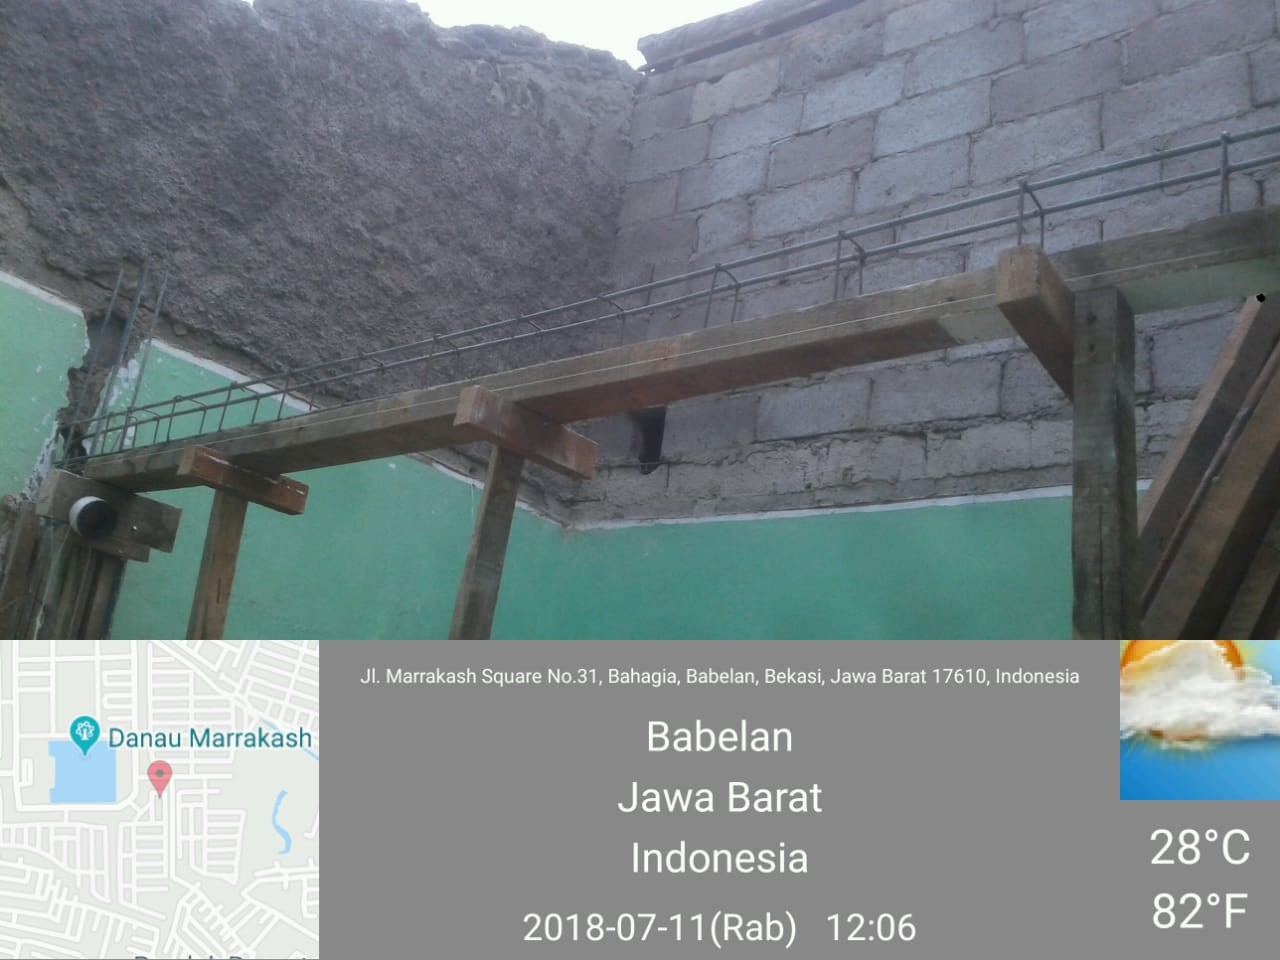 Jl. Marrakash Square No.31, Bahagia, Babelan, Bekasi, Jawa Barat 17610, Indonesia
Babelan
Danau Marrakash
Jawa Barat
Indonesia
28°C
82°F
2018-07-11(Rab) 12:06